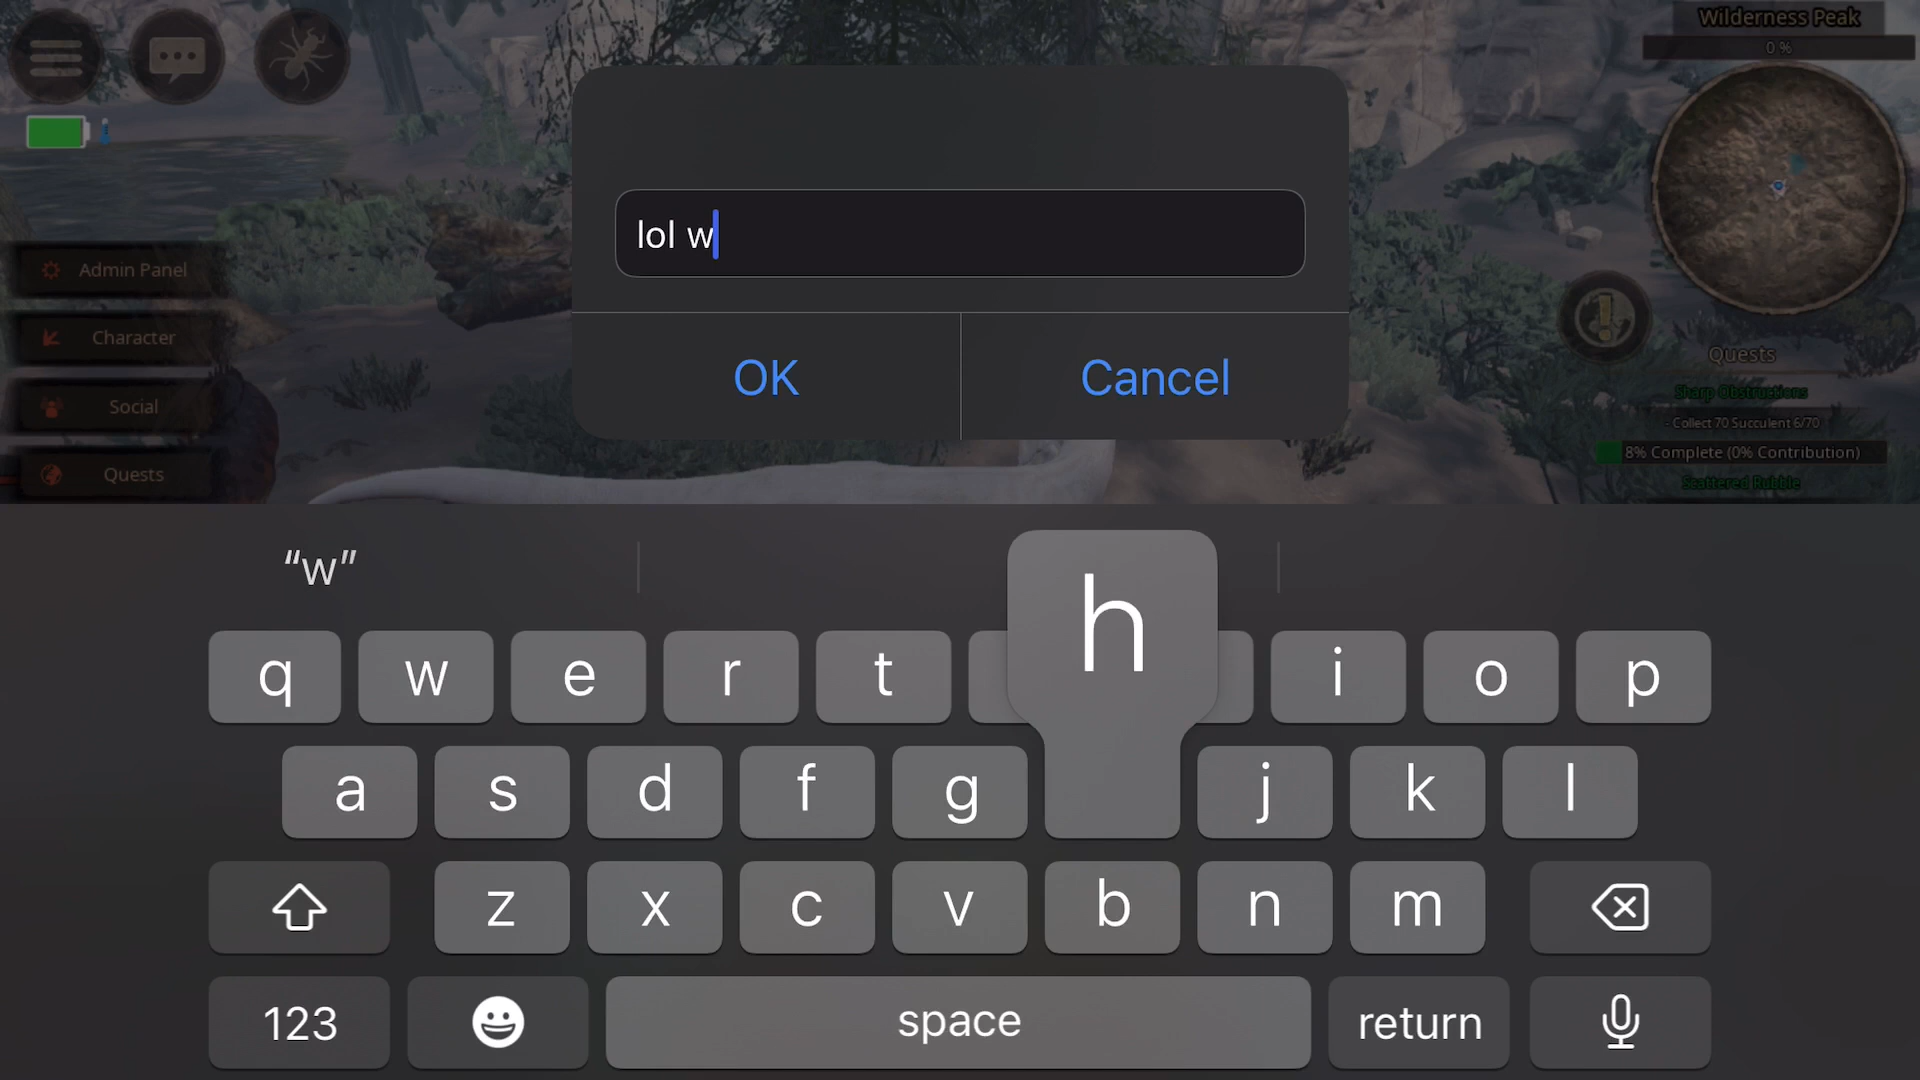 Wilderness Peak
0 %
lol w
OK
Cancel
Admin Panel
Character
Social
Quests
Quests
Sharp Obstructions
- Collect 70 Succulent 6/70
8% Complete (0% Contribution)
Scattered Rubble
“w”
h
q w e r t i o p
a s d f g j k l
z x c v b n m
123
space
return